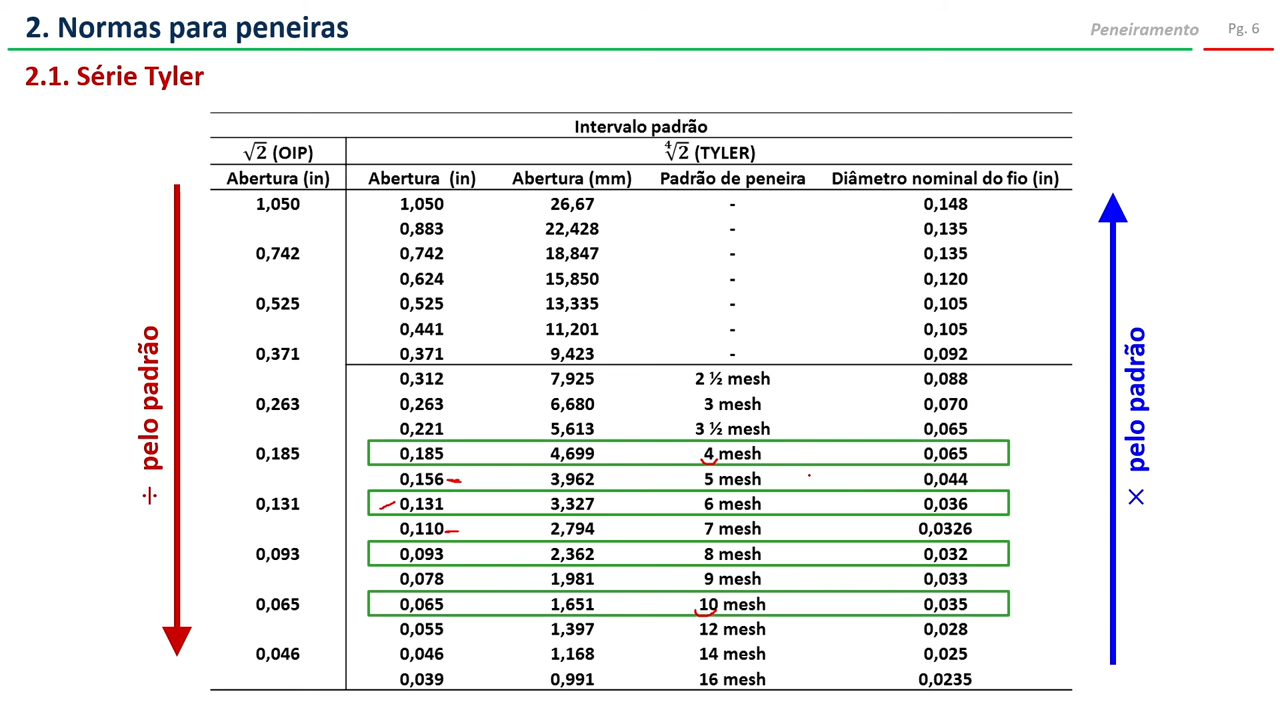 2. Normas para peneiras
Peneiramento Pg. 6
2.1. Série Tyler
Intervalo padrão
√2 (OIP) ∜2 (TYLER)
Abertura (in) Abertura (in) Abertura (mm) Padrão de peneira Diâmetro nominal do fio (in)
1,050 1,050 26,67 - 0,148
0,883 22,428 - 0,135
0,742 0,742 18,847 - 0,135
0,624 15,850 - 0,120
0,525 0,525 13,335 - 0,105
0,441 11,201 - 0,105
0,371 0,371 9,423 - 0,092
0,312 7,925 2 ½ mesh 0,088
0,263 0,263 6,680 3 mesh 0,070
0,221 5,613 3 ½ mesh 0,065
0,185 0,185 4,699 4 mesh 0,065
0,156 3,962 5 mesh 0,044
0,131 0,131 3,327 6 mesh 0,036
0,110 2,794 7 mesh 0,0326
0,093 0,093 2,362 8 mesh 0,032
0,078 1,981 9 mesh 0,033
0,065 0,065 1,651 10 mesh 0,035
0,055 1,397 12 mesh 0,028
0,046 0,046 1,168 14 mesh 0,025
0,039 0,991 16 mesh 0,0235
÷ pelo padrão
× pelo padrão